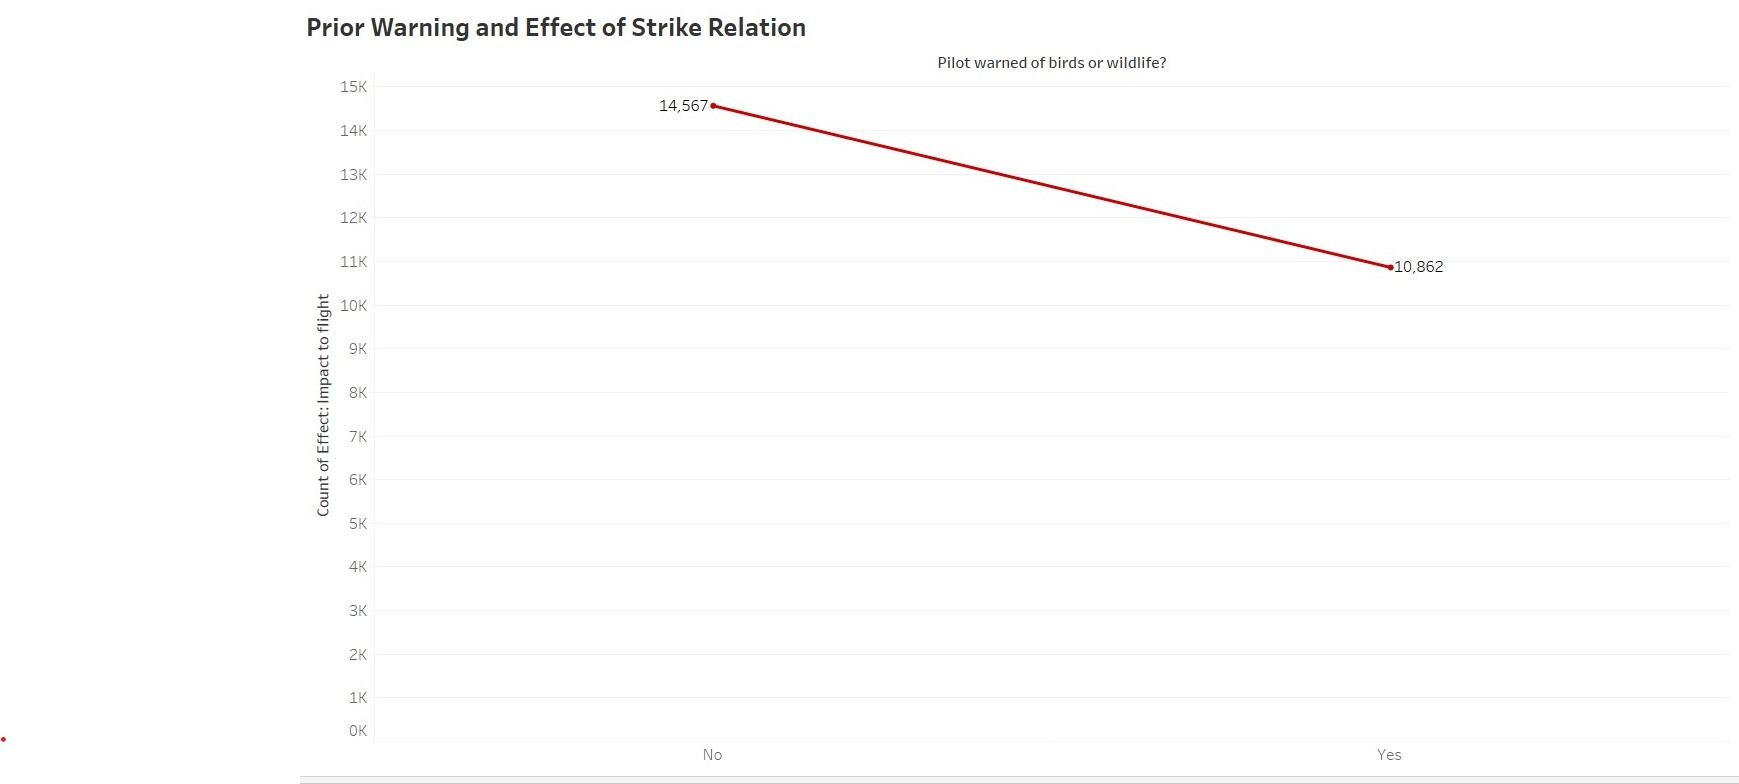 Prior Warning and Effect of Strike Relation
Pilot warned of birds or wildlife?
15K
14,567
14K
13K
12K
11K
10,862
10K
9K
8K
7K
6K
5K
4K
3K
2K
1K
0K
Count of Effect: Impact to flight
No
Yes